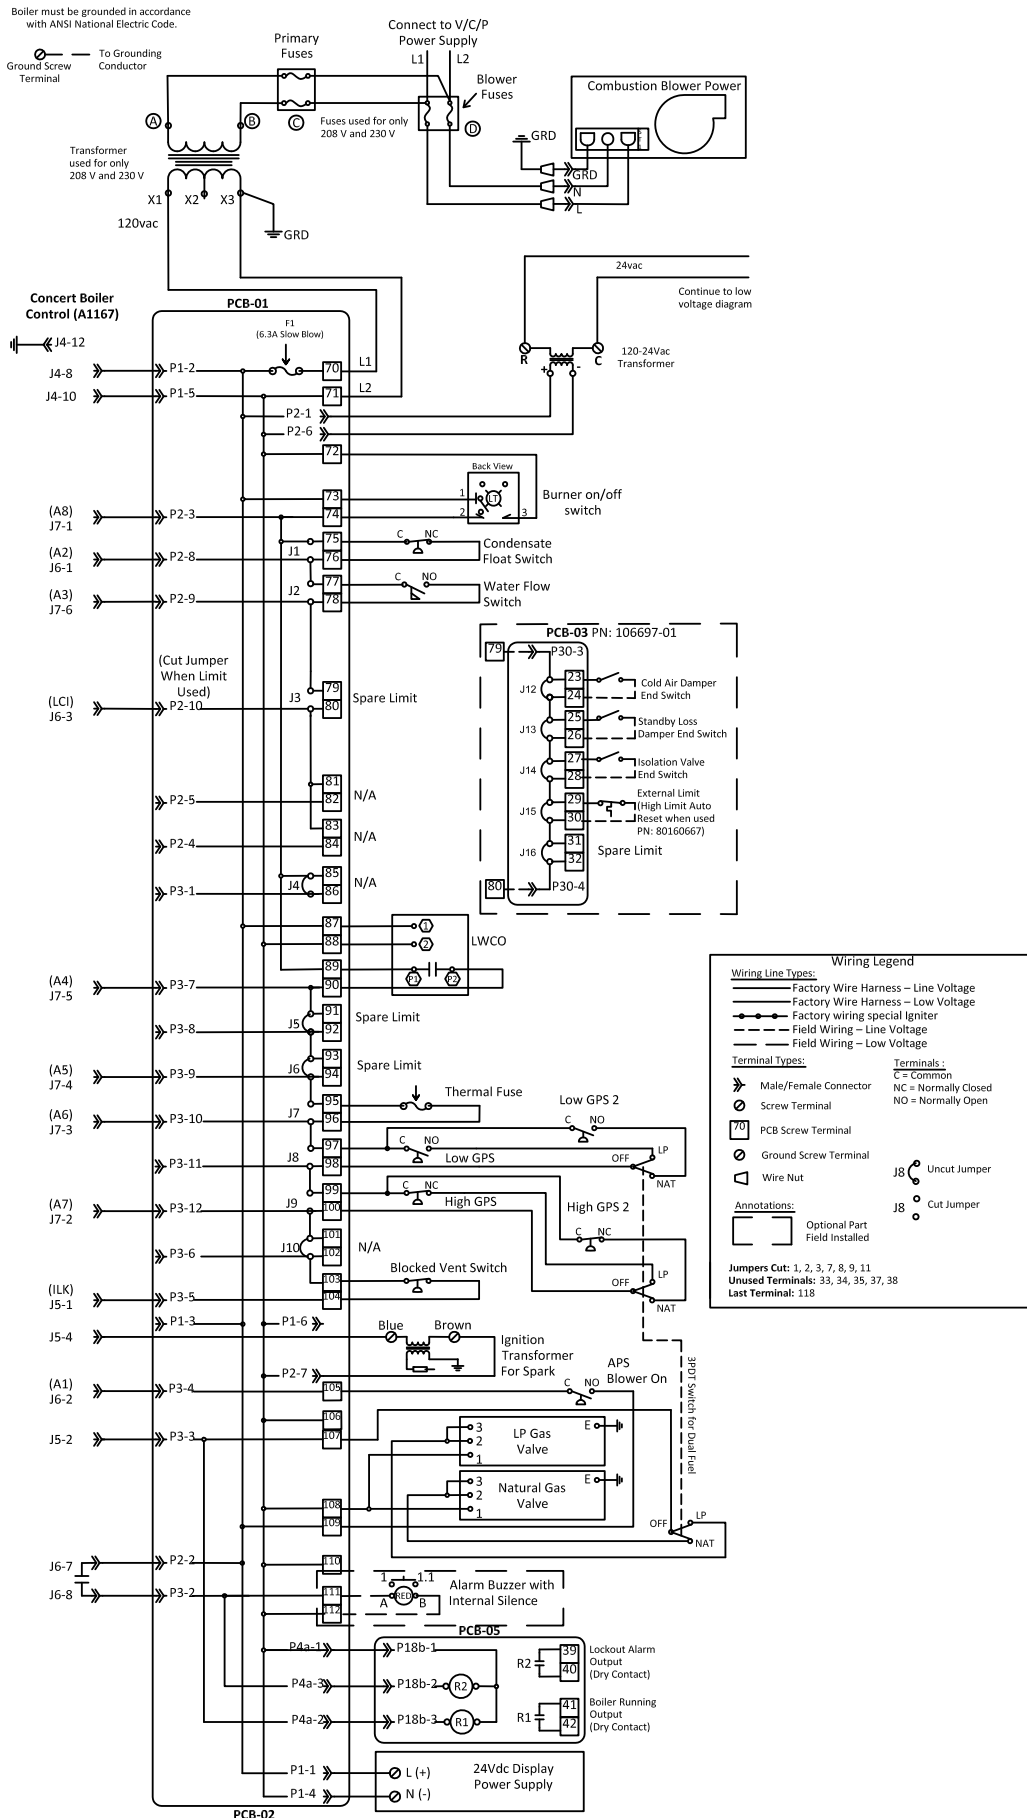 Boiler must be grounded in accordance
with ANSI National Electric Code.
Ground Screw
Terminal
To Grounding
Conductor
Primary
Fuses
Connect to V/C/P
Power Supply
L1 L2
Blower
Fuses
Combustion Blower Power
A
B
C
D
Fuses used for only
208 V and 230 V
GRD
GRD
N
L
Transformer
used for only
208 V and 230 V
X1 X2 X3
120vac
GRD
24vac
Continue to low
voltage diagram
R
C
+
-
120-24Vac
Transformer
Concert Boiler
Control (A1167)
PCB-01
F1
(6.3A Slow Blow)
J4-12
J4-8
P1-2
70
L1
J4-10
P1-5
71
L2
P2-1
P2-6
72
Back View
LT
1
2
3
Burner on/off
switch
73
(A8)
J7-1
P2-3
74
75
C
NC
Condensate
Float Switch
(A2)
J6-1
P2-8
J1
76
77
C
NO
Water Flow
Switch
(A3)
J7-6
P2-9
J2
78
PCB-03 PN: 106697-01
79
P30-3
J12
23
24
Cold Air Damper
End Switch
J13
25
26
Standby Loss
Damper End Switch
J14
27
28
Isolation Valve
End Switch
J15
29
30
External Limit
(High Limit Auto
Reset when used
PN: 80160667)
J16
31
32
Spare Limit
80
P30-4
(Cut Jumper
When Limit
Used)
(LCI)
J6-3
P2-10
J3
79
80
Spare Limit
81
P2-5
82
N/A
83
P2-4
84
N/A
85
P3-1
J4
86
N/A
87
88
1
2
LWCO
89
P1
P2
(A4)
J7-5
P3-7
90
91
P3-8
J5
92
Spare Limit
93
(A5)
J7-4
P3-9
J6
94
Spare Limit
95
Thermal Fuse
(A6)
J7-3
P3-10
J7
96
Low GPS 2
C
NO
97
C
NO
Low GPS
P3-11
J8
98
OFF
LP
NAT
99
C
NC
High GPS
High GPS 2
C
NC
(A7)
J7-2
P3-12
J9
100
101
P3-6
J10
102
N/A
103
Blocked Vent Switch
OFF
LP
NAT
(ILK)
J5-1
P3-5
104
P1-3
P1-6
J5-4
Blue
Brown
Ignition
Transformer
For Spark
P2-7
(A1)
J6-2
P3-4
105
APS
Blower On
C
NO
3PDT Switch for Dual Fuel
106
J5-2
P3-3
107
3
2
1
LP Gas
Valve
E
3
2
1
Natural Gas
Valve
E
108
109
OFF
LP
NAT
J6-7
P2-2
110
J6-8
P3-2
111
112
1
1.1
A
RED
B
Alarm Buzzer with
Internal Silence
PCB-05
P4a-1
P18b-1
P4a-3
P18b-2
R2
P4a-2
P18b-3
R1
R2
39
40
Lockout Alarm
Output
(Dry Contact)
R1
41
42
Boiler Running
Output
(Dry Contact)
P1-1
L (+)
P1-4
N (-)
24Vdc Display
Power Supply
PCB-02
Wiring Legend
Wiring Line Types:
Factory Wire Harness – Line Voltage
Factory Wire Harness – Low Voltage
Factory wiring special Igniter
Field Wiring – Line Voltage
Field Wiring – Low Voltage
Terminal Types:
Male/Female Connector
Screw Terminal
70
PCB Screw Terminal
Ground Screw Terminal
Wire Nut
Terminals :
C = Common
NC = Normally Closed
NO = Normally Open
J8
Uncut Jumper
J8
Cut Jumper
Annotations:
Optional Part
Field Installed
Jumpers Cut: 1, 2, 3, 7, 8, 9, 11
Unused Terminals: 33, 34, 35, 37, 38
Last Terminal: 118